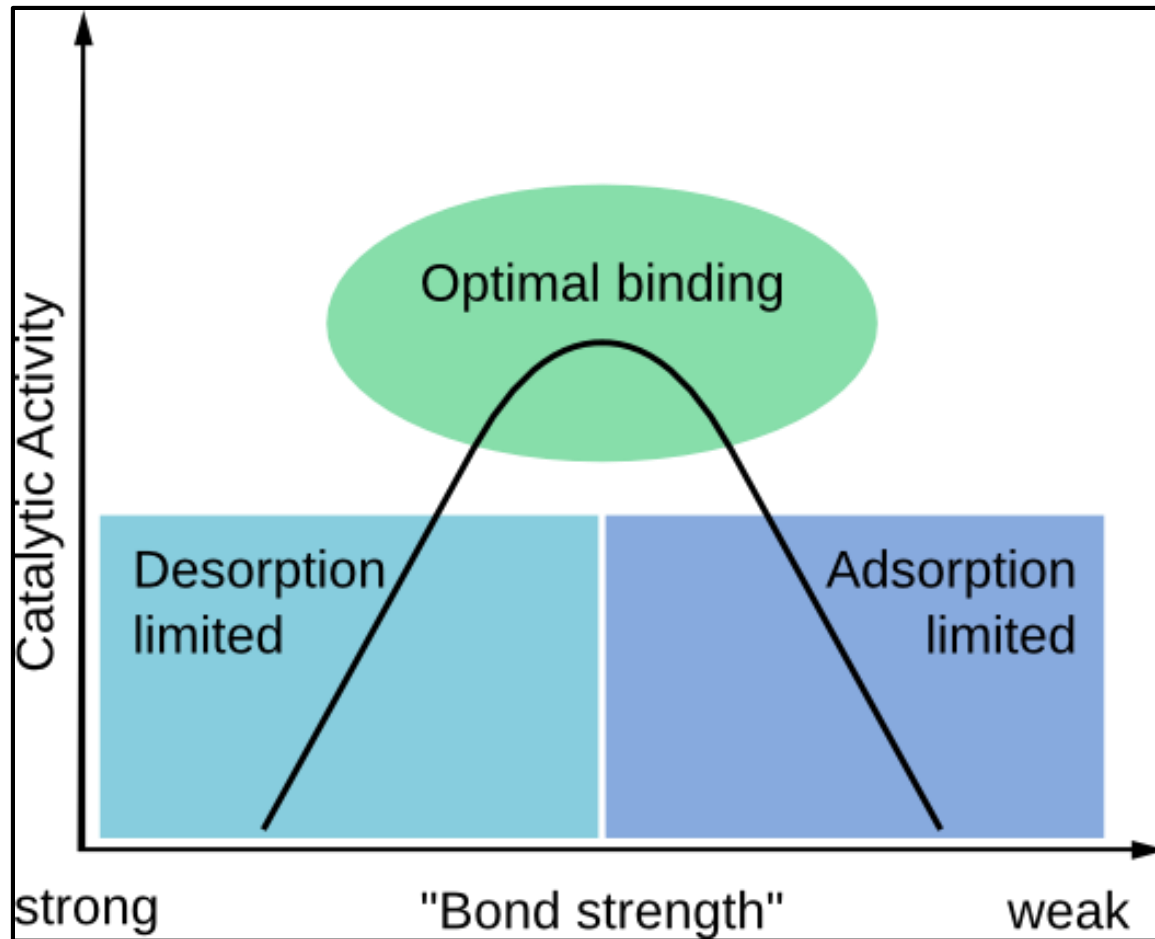 Catalytic Activity
Optimal binding
Desorption
limited
Adsorption
limited
strong
"Bond strength"
weak